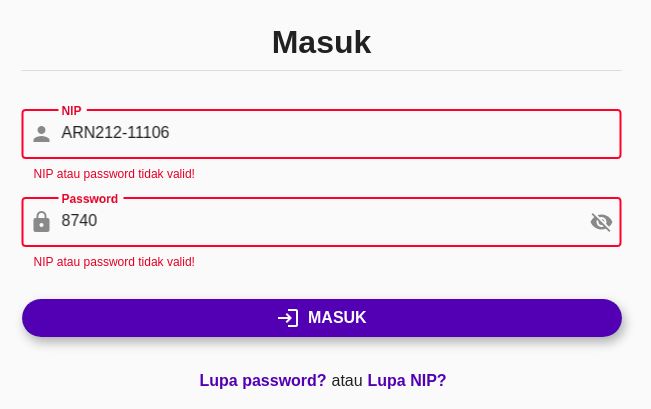 Masuk
NIP
ARN212-11106
NIP atau password tidak valid!
Password
8740
NIP atau password tidak valid!
MASUK
Lupa password? atau Lupa NIP?